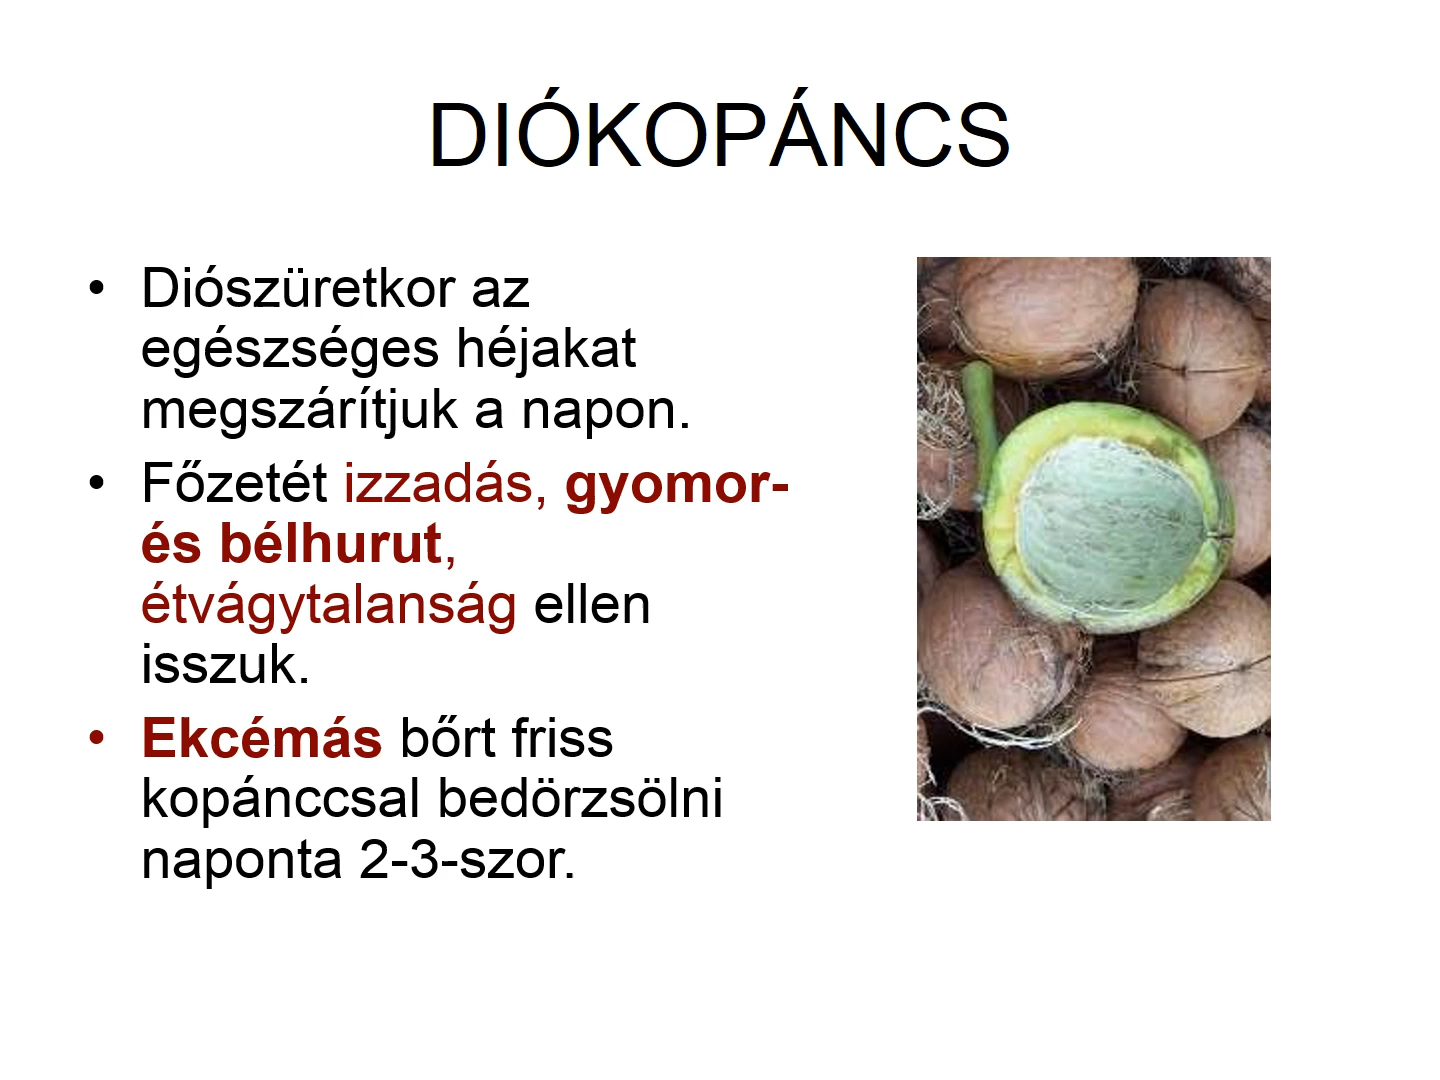 DIÓKOPÁNCS
• Diószüretkor az
egészséges héjakat
megszárítjuk a napon.
• Főzetét izzadás, gyomor-
és bélhurut,
étvágytalanság ellen
isszuk.
• Ekcémás bőrt friss
kopánccsal bedörzsölni
naponta 2-3-szor.